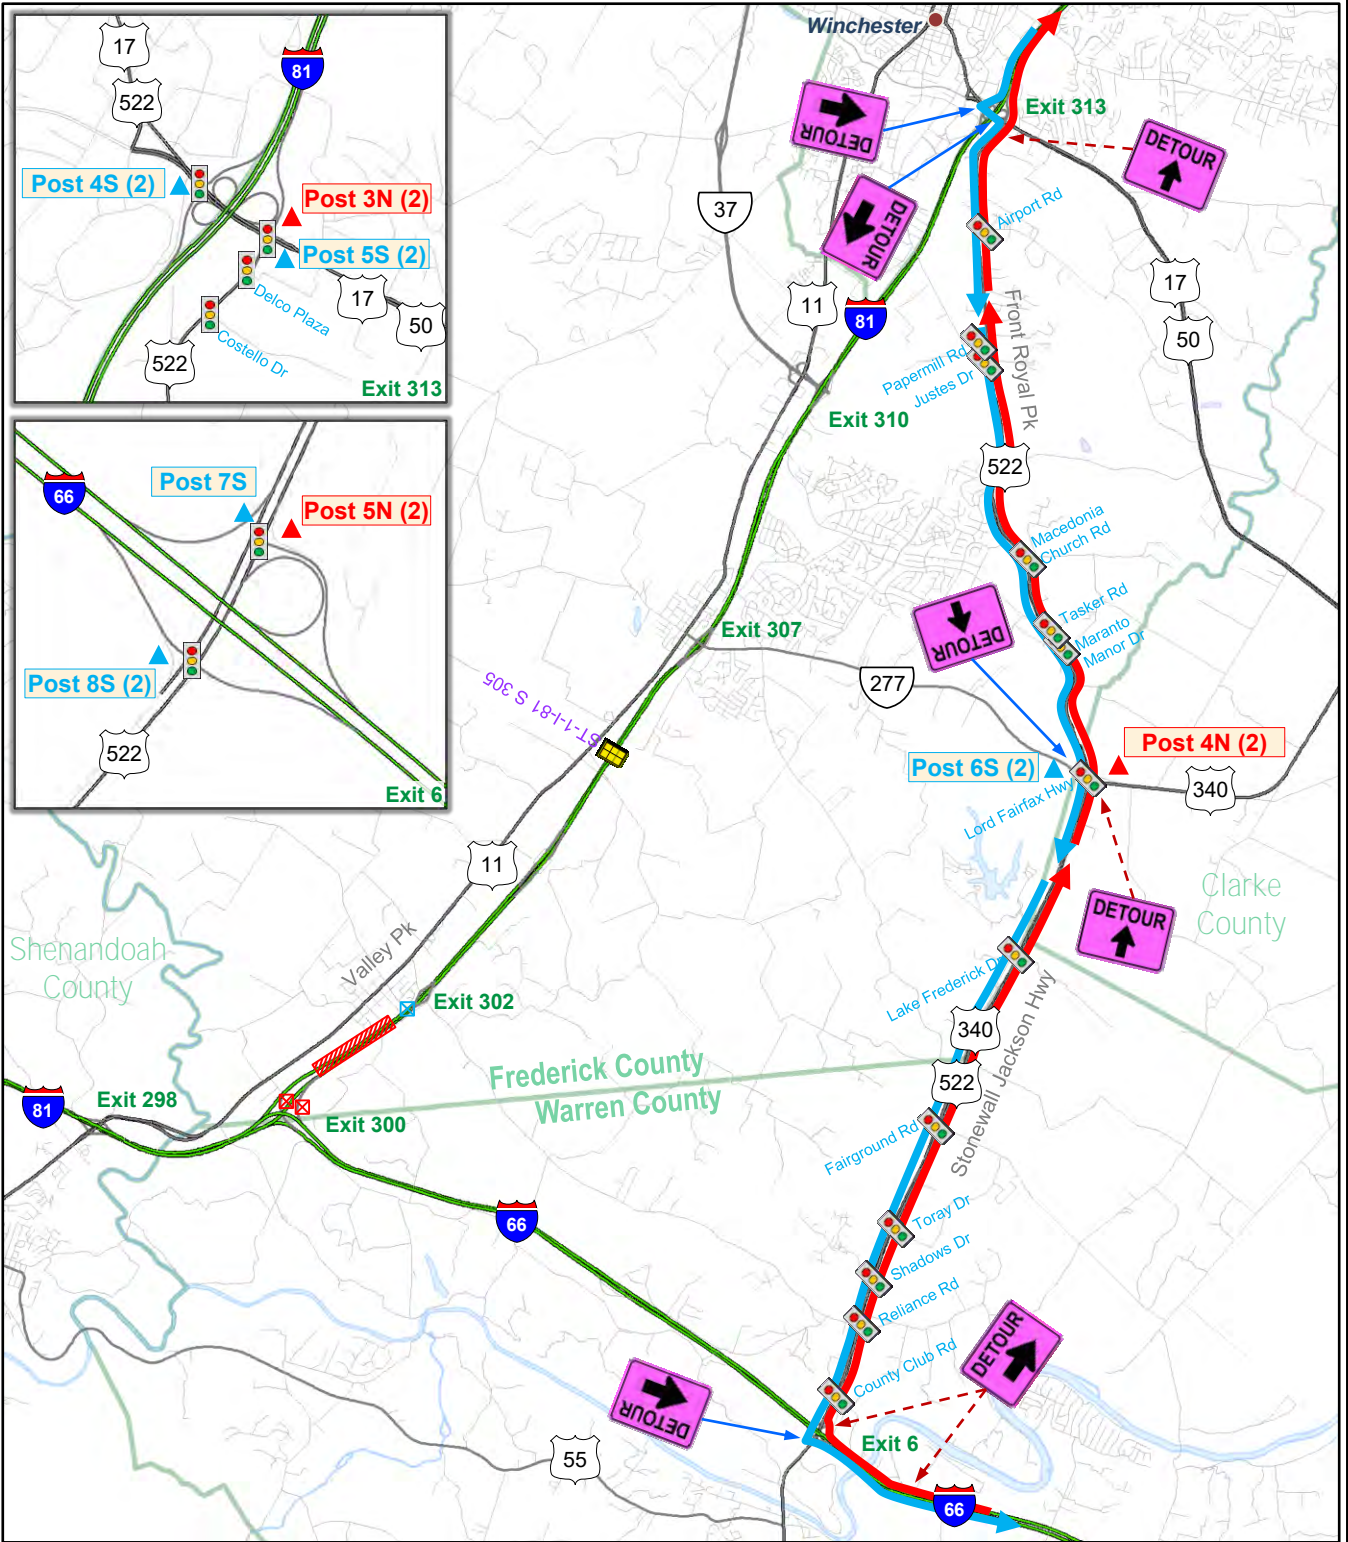 17
522
81
Post 4S (2)
Post 3N (2)
Post 5S (2)
Delco Plaza
17
50
Costello Dr
522
Exit 313
66
Post 7S
Post 5N (2)
Post 8S (2)
522
Exit 6
Winchester
DETOUR
Exit 313
DETOUR
DETOUR
37
Airport Rd
17
11
81
50
Front Royal Pk
Papermill Rd
Justes Dr
Exit 310
522
Macedonia
Church Rd
Tasker Rd
Maranto
Manor Dr
DETOUR
Exit 307
277
ST-1-I-81 S 305
Post 6S (2)
Post 4N (2)
Lord Fairfax Hwy
340
11
Clarke
County
DETOUR
Shenandoah
County
Valley Pk
Lake Frederick Dr
Exit 302
340
Stonewall Jackson Hwy
Frederick County
Warren County
522
81
Exit 298
Exit 300
Fairground Rd
66
Toray Dr
Shadows Dr
Reliance Rd
County Club Rd
DETOUR
DETOUR
Exit 6
55
66